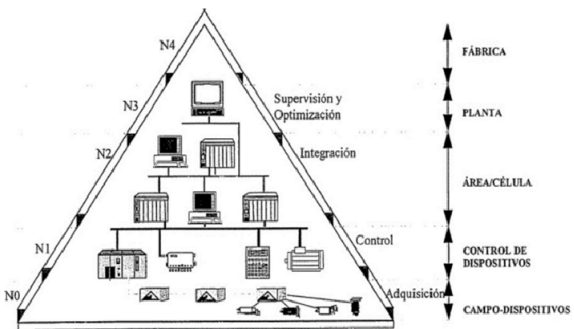 N4
FÁBRICA
N3
Supervisión y
Optimización
PLANTA
N2
Integración
ÁREA/CÉLULA
N1
Control
CONTROL DE
DISPOSITIVOS
N0
Adquisición
CAMPO-DISPOSITIVOS